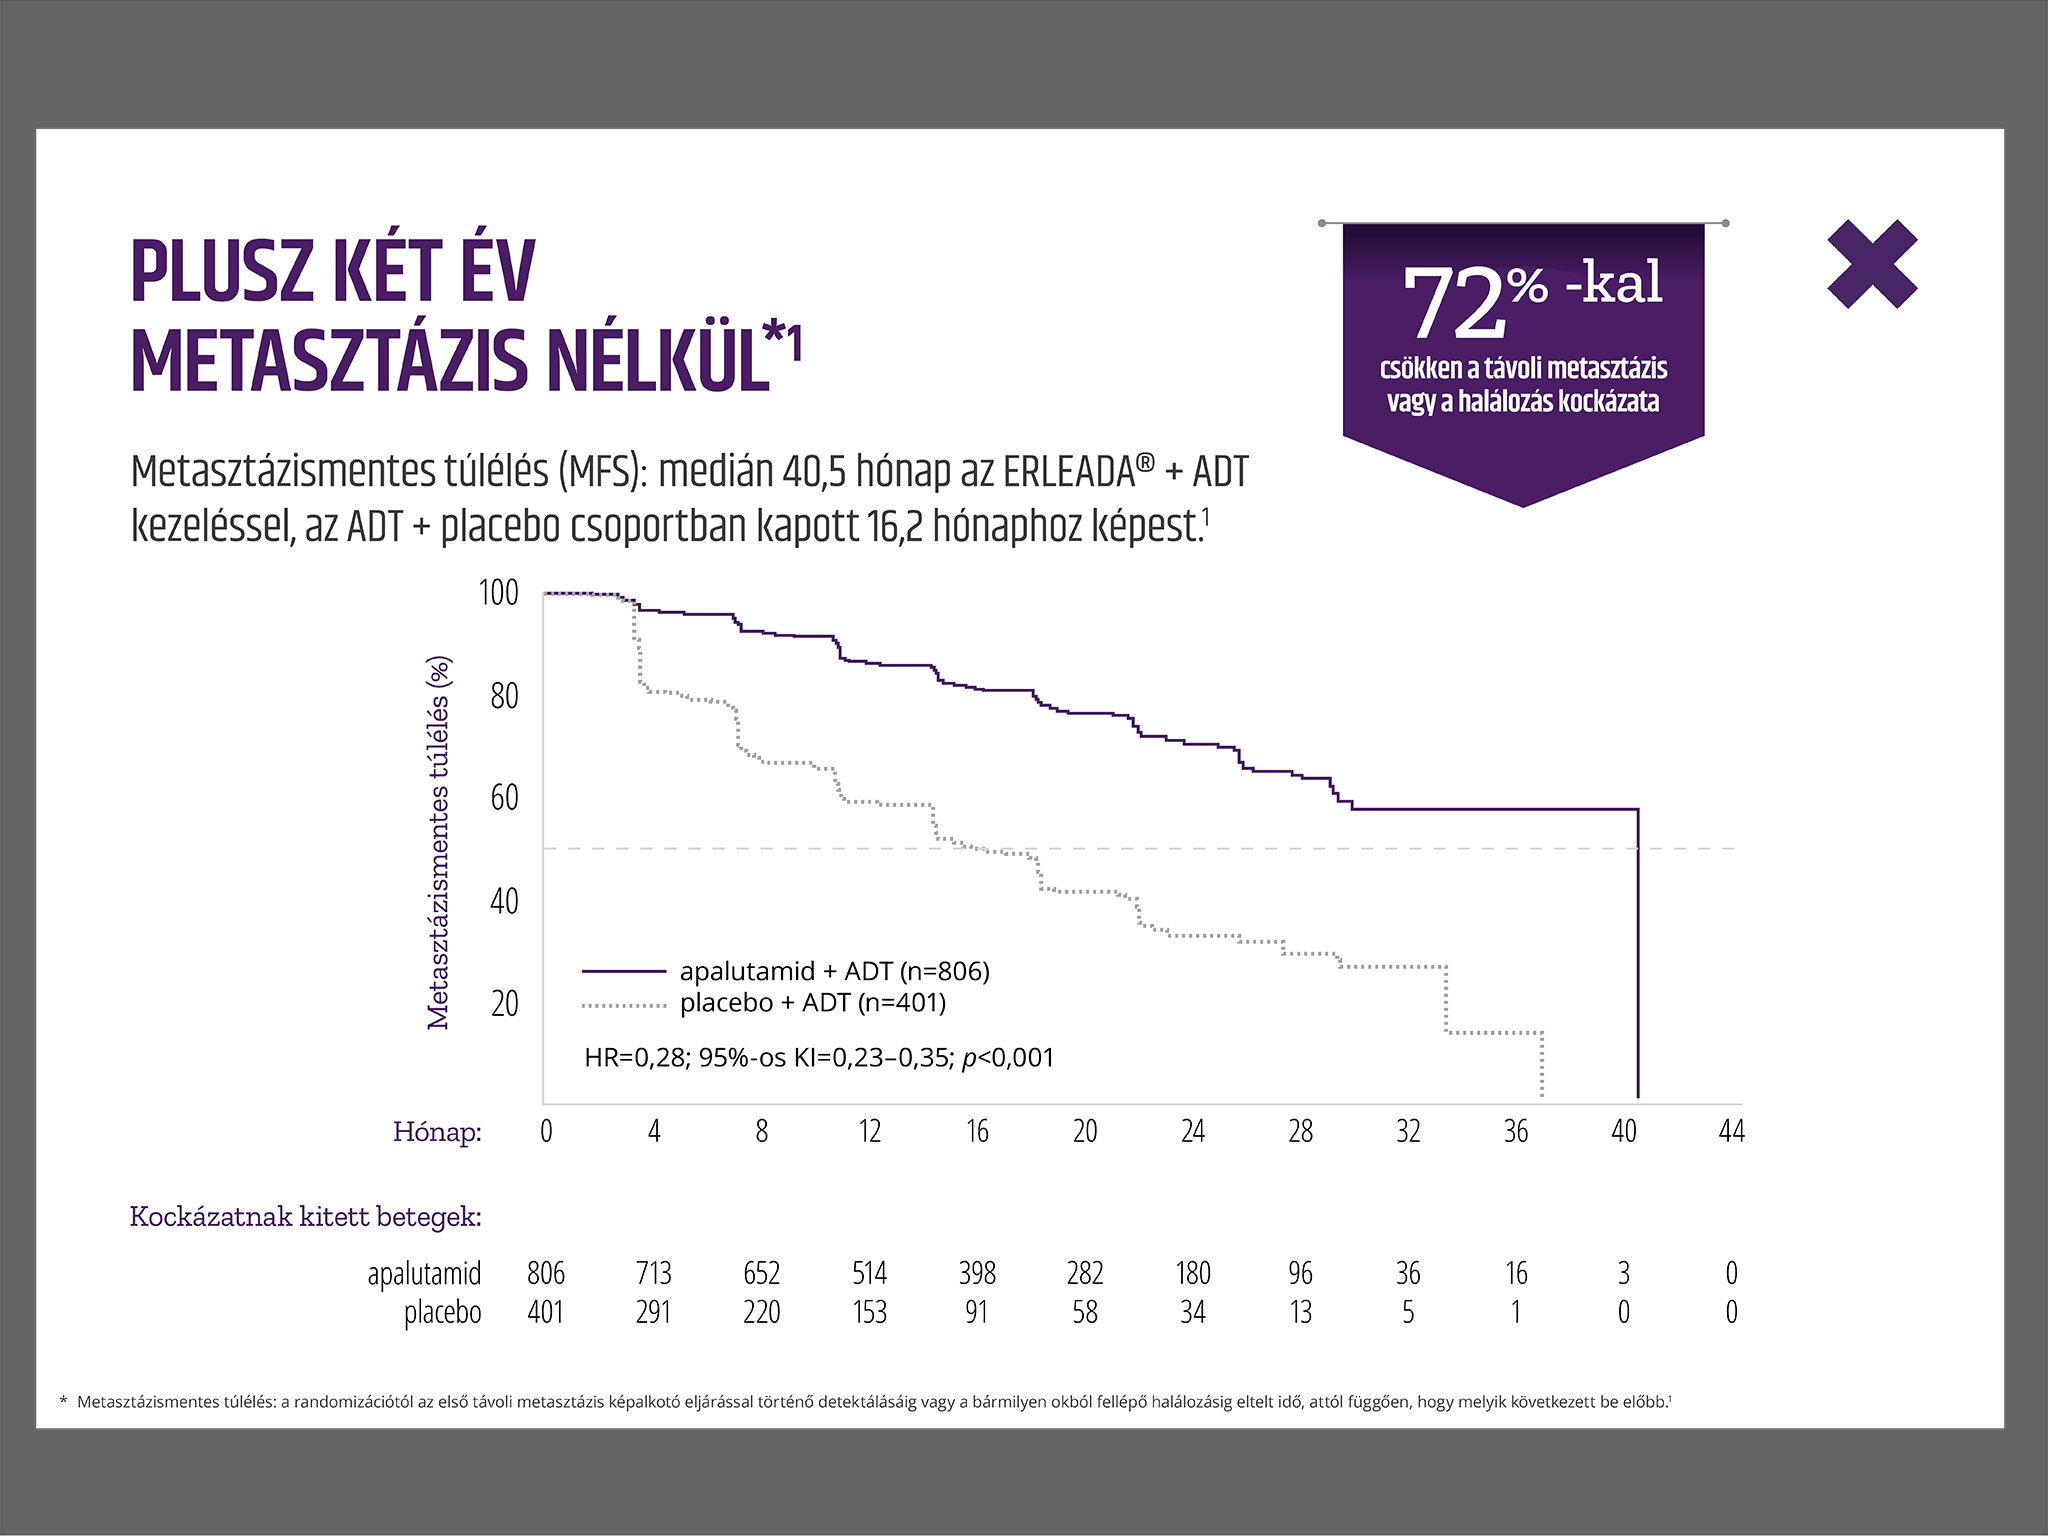 PLUSZ KÉT ÉV
METASZTÁZIS NÉLKÜL*1
72% -kal
csökken a távoli metasztázis
vagy a halálozás kockázata
Metasztázismentes túlélés (MFS): medián 40,5 hónap az ERLEADA® + ADT
kezeléssel, az ADT + placebo csoportban kapott 16,2 hónaphoz képest.1
Metasztázismentes túlélés (%)
100
80
60
40
20
apalutamid + ADT (n=806)
placebo + ADT (n=401)
HR=0,28; 95%-os KI=0,23–0,35; p<0,001
Hónap: 0 4 8 12 16 20 24 28 32 36 40 44
Kockázatnak kitett betegek:
apalutamid 806 713 652 514 398 282 180 96 36 16 3 0
placebo 401 291 220 153 91 58 34 13 5 1 0 0
* Metasztázismentes túlélés: a randomizációtól az első távoli metasztázis képalkotó eljárással történő detektálásáig vagy a bármilyen okból fellépő halálozásig eltelt idő, attól függően, hogy melyik következett be előbb.1